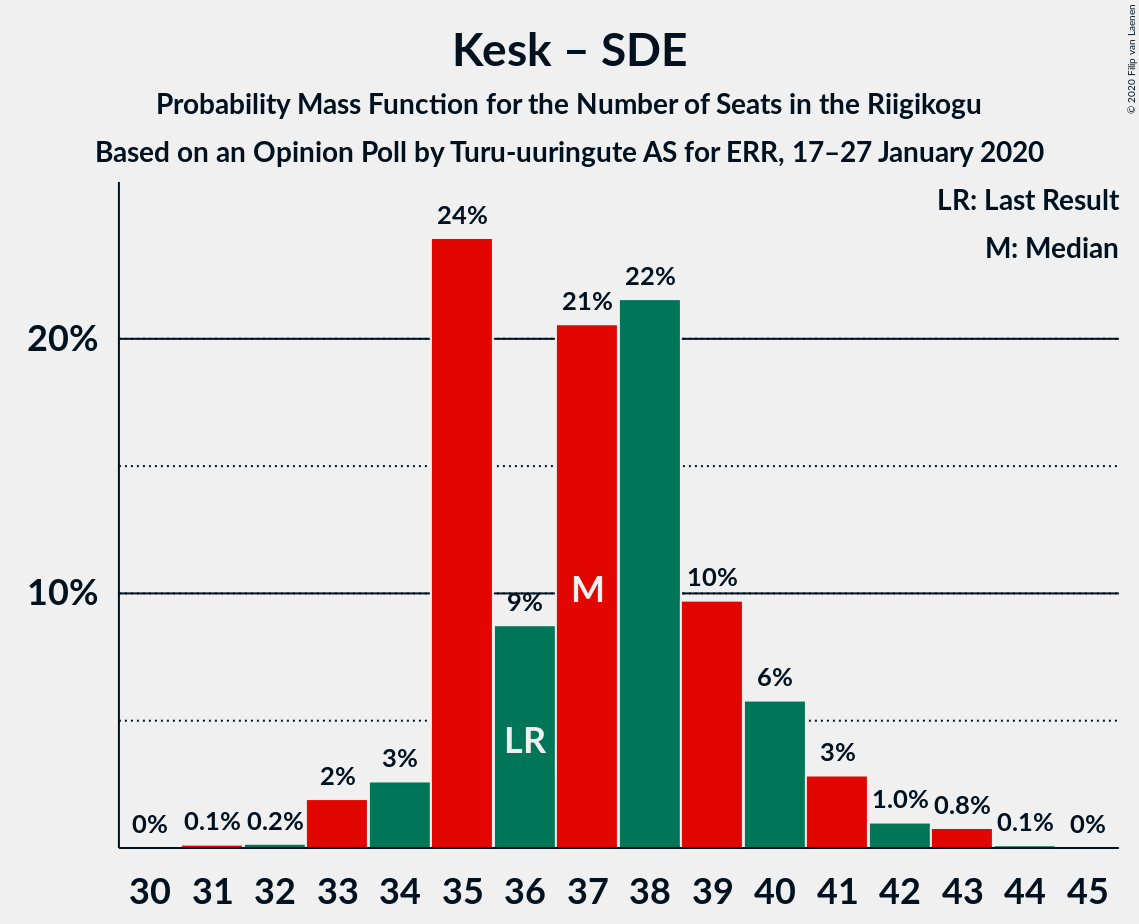 Kesk – SDE
Probability Mass Function for the Number of Seats in the Riigikogu
Based on an Opinion Poll by Turu-uuringute AS for ERR, 17–27 January 2020
© 2020 Filip van Laenen
LR: Last Result
M: Median
20%
10%
0%
0.1%
0.2%
2%
3%
24%
9%
21%
22%
10%
6%
3%
1.0%
0.8%
0.1%
0%
LR
M
30 31 32 33 34 35 36 37 38 39 40 41 42 43 44 45